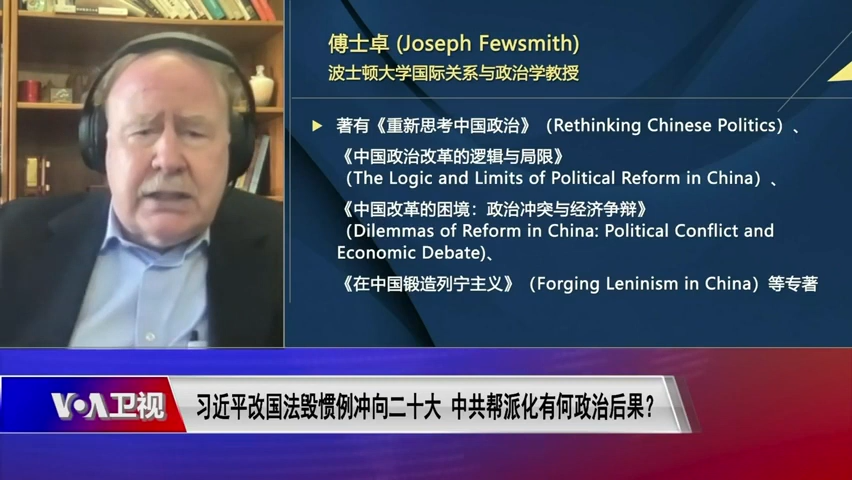 傅士卓 (Joseph Fewsmith)
波士顿大学国际关系与政治学教授
著有《重新思考中国政治》（Rethinking Chinese Politics）、
《中国政治改革的逻辑与局限》
（The Logic and Limits of Political Reform in China）、
《中国改革的困境：政治冲突与经济争辩》
（Dilemmas of Reform in China: Political Conflict and
Economic Debate)、
《在中国锻造列宁主义》（Forging Leninism in China）等专著
VOA卫视
习近平改国法毁惯例冲向二十大 中共帮派化有何政治后果？